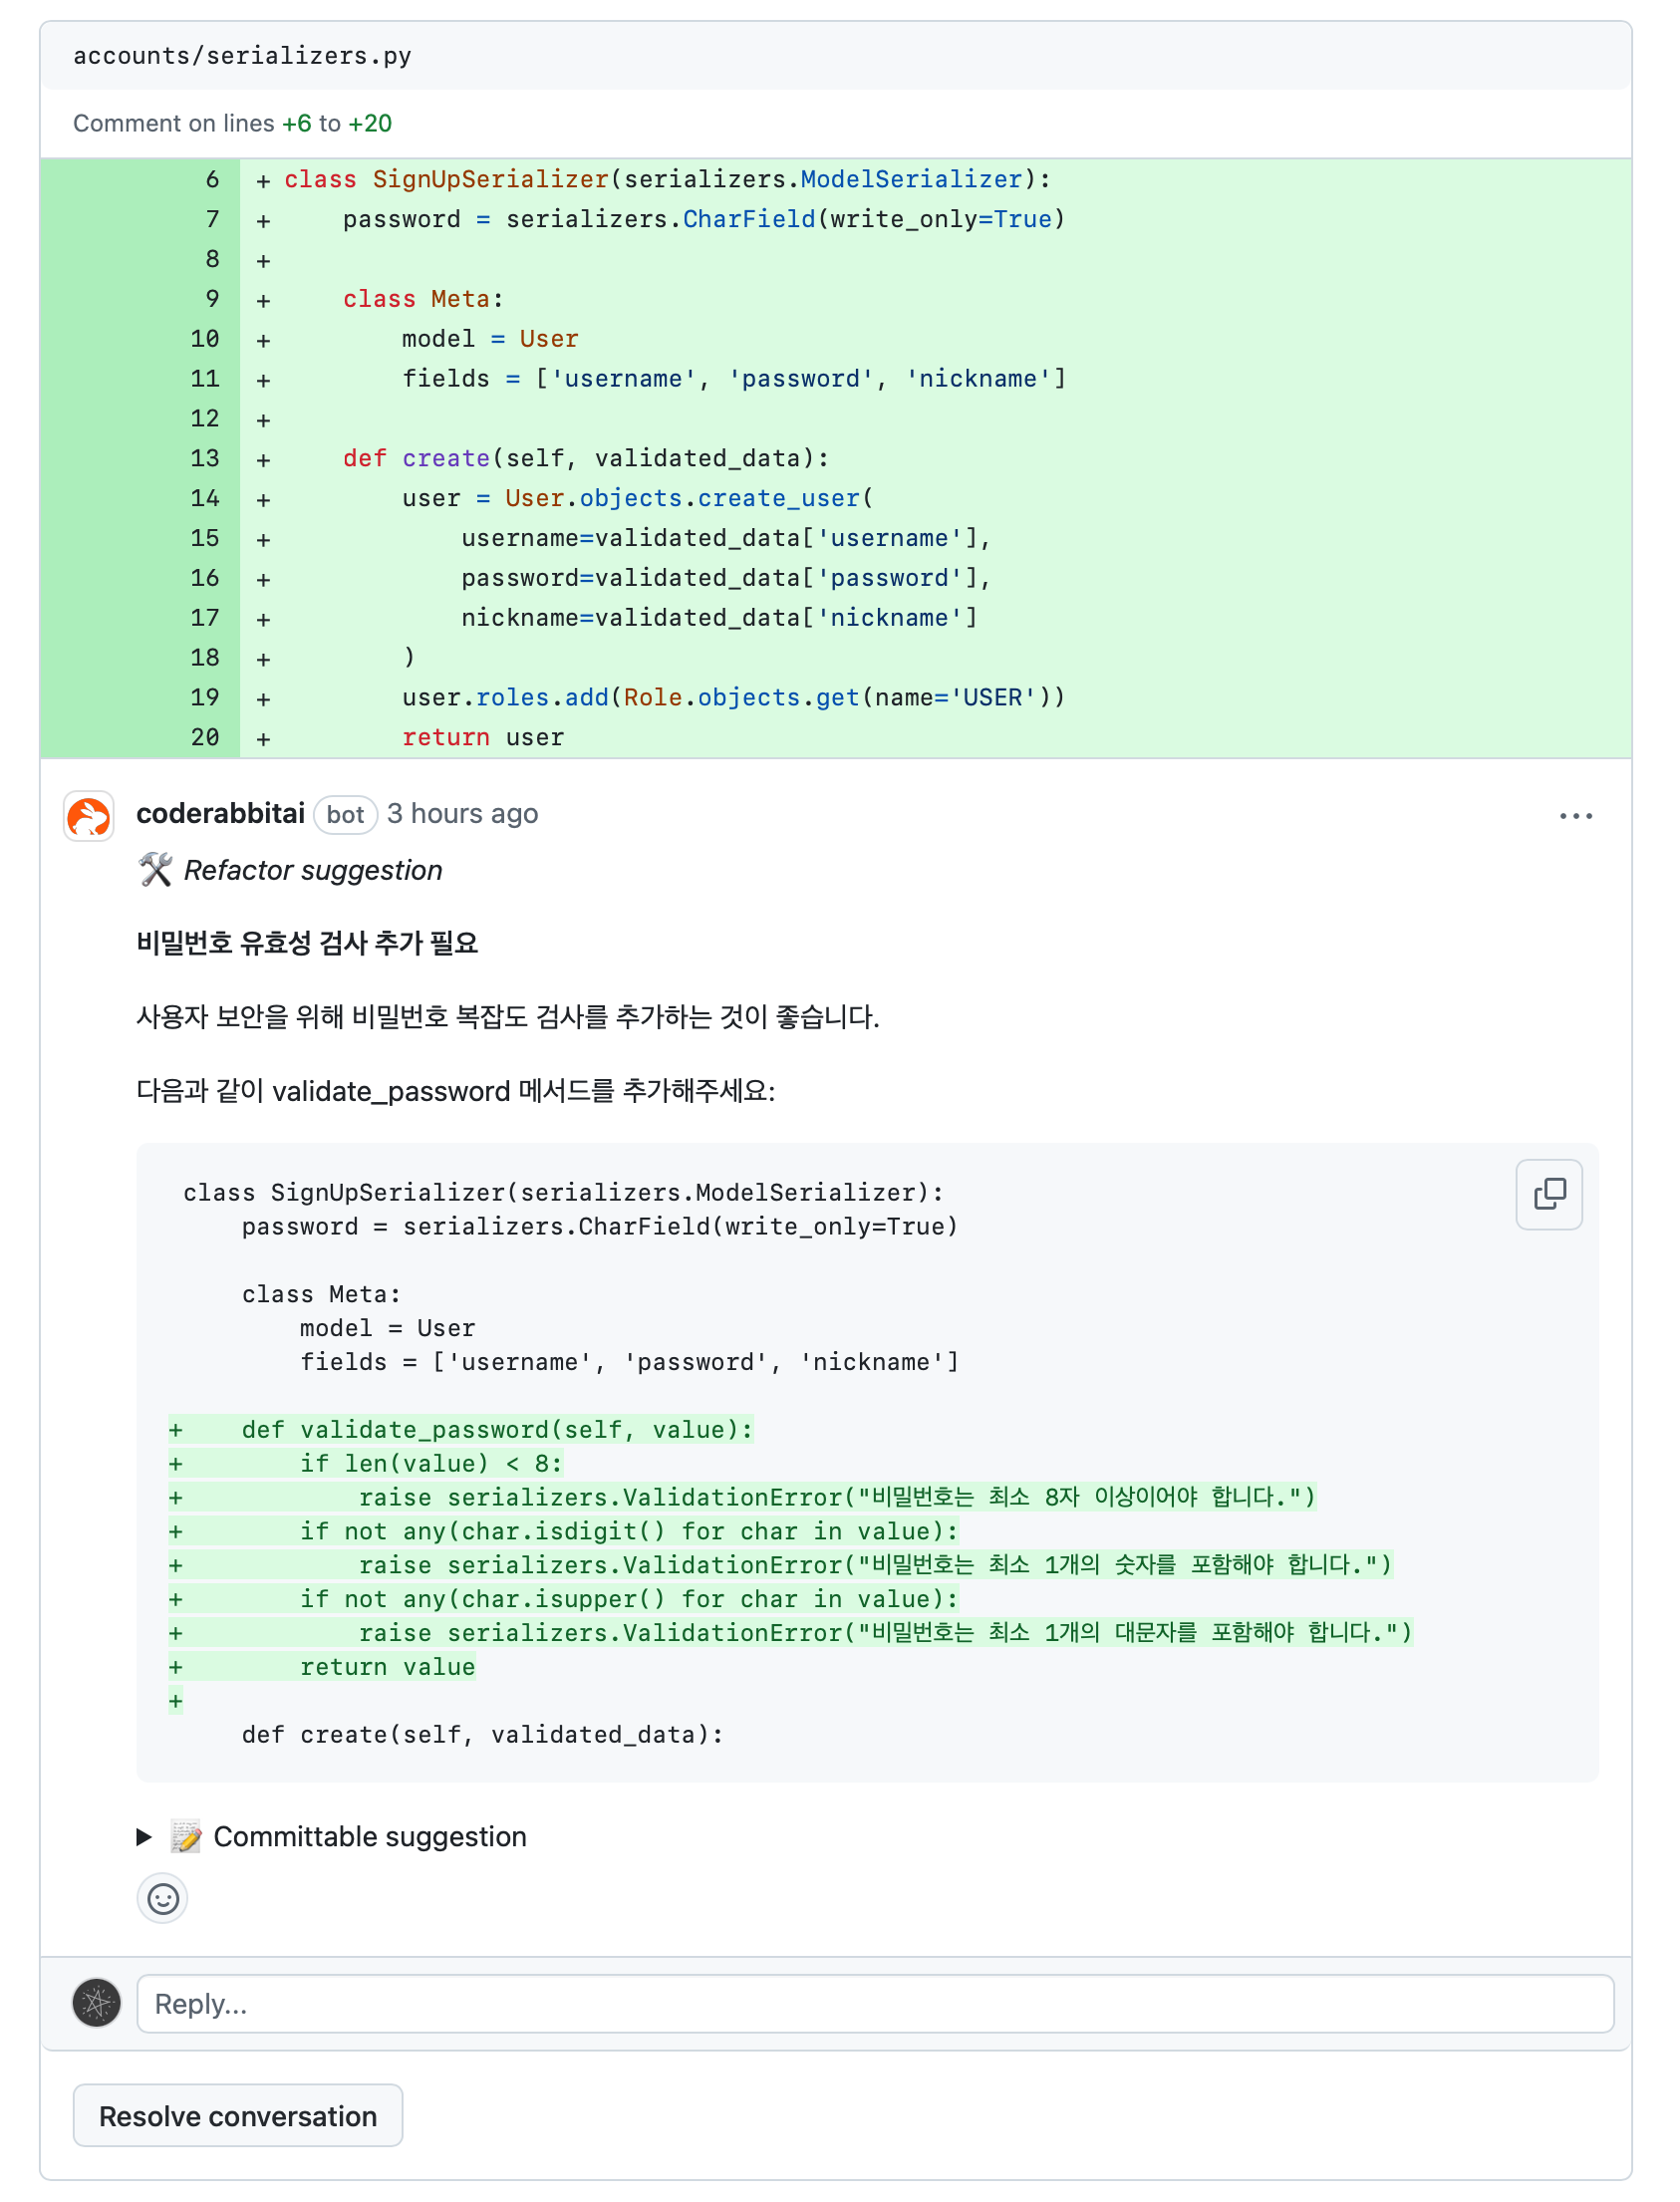 accounts/serializers.py
Comment on lines +6 to +20
6 + class SignUpSerializer(serializers.ModelSerializer):
7 +     password = serializers.CharField(write_only=True)
8 +
9 +     class Meta:
10 +         model = User
11 +         fields = ['username', 'password', 'nickname']
12 +
13 +     def create(self, validated_data):
14 +         user = User.objects.create_user(
15 +             username=validated_data['username'],
16 +             password=validated_data['password'],
17 +             nickname=validated_data['nickname']
18 +         )
19 +         user.roles.add(Role.objects.get(name='USER'))
20 +         return user
coderabbitai bot 3 hours ago
🛠️ Refactor suggestion
비밀번호 유효성 검사 추가 필요
사용자 보안을 위해 비밀번호 복잡도 검사를 추가하는 것이 좋습니다.
다음과 같이 validate_password 메서드를 추가해주세요:
 class SignUpSerializer(serializers.ModelSerializer):
     password = serializers.CharField(write_only=True)
     class Meta:
         model = User
         fields = ['username', 'password', 'nickname']
+    def validate_password(self, value):
+        if len(value) < 8:
+            raise serializers.ValidationError("비밀번호는 최소 8자 이상이어야 합니다.")
+        if not any(char.isdigit() for char in value):
+            raise serializers.ValidationError("비밀번호는 최소 1개의 숫자를 포함해야 합니다.")
+        if not any(char.isupper() for char in value):
+            raise serializers.ValidationError("비밀번호는 최소 1개의 대문자를 포함해야 합니다.")
+        return value
+
     def create(self, validated_data):
▶ 📝 Committable suggestion
Reply...
Resolve conversation